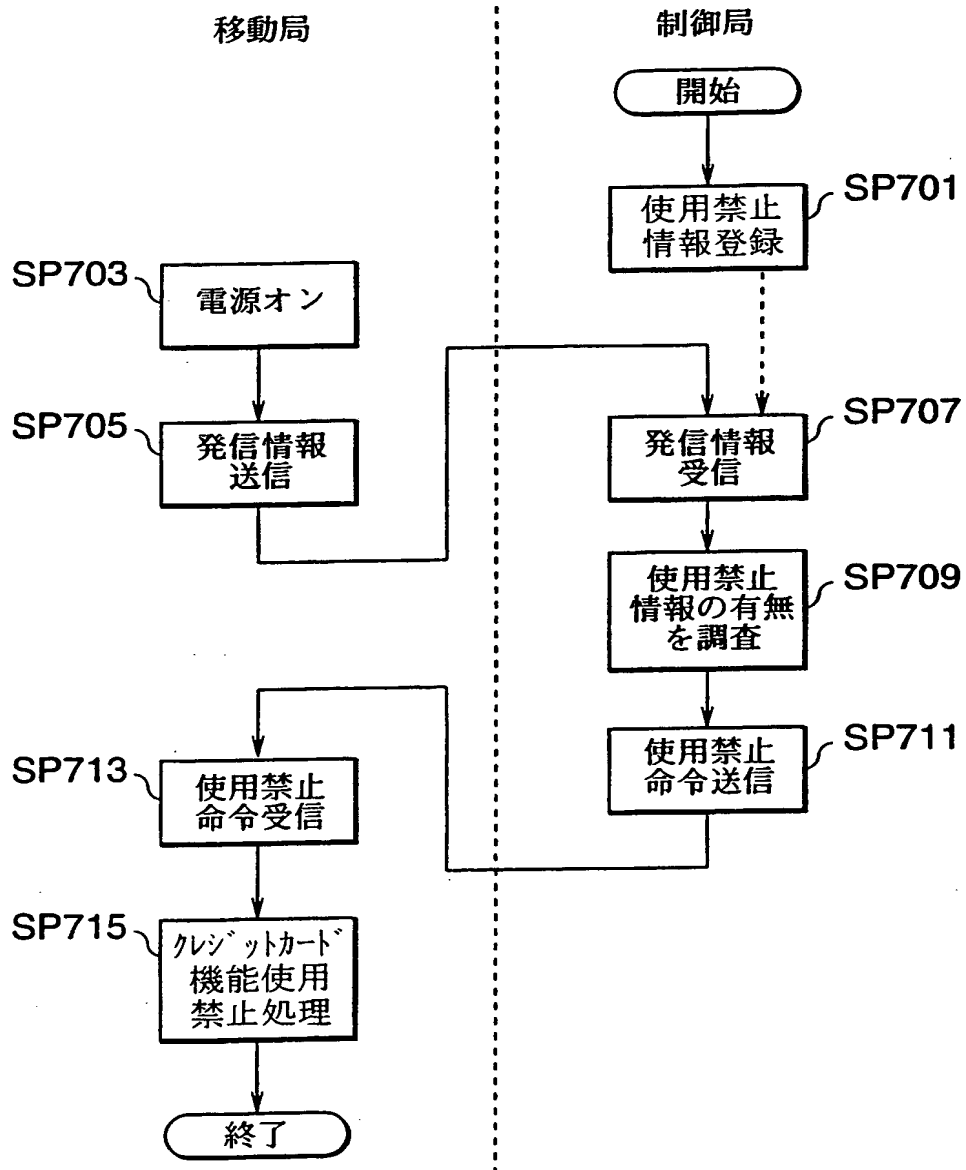 移動局
制御局
開始
SP701
使用禁止
情報登録
SP703
電源オン
SP705
発信情報
送信
SP707
発信情報
受信
SP709
使用禁止
情報の有無
を調査
SP711
使用禁止
命令送信
SP713
使用禁止
命令受信
SP715
ｸﾚｼﾞｯﾄｶｰﾄﾞ
機能使用
禁止処理
終了